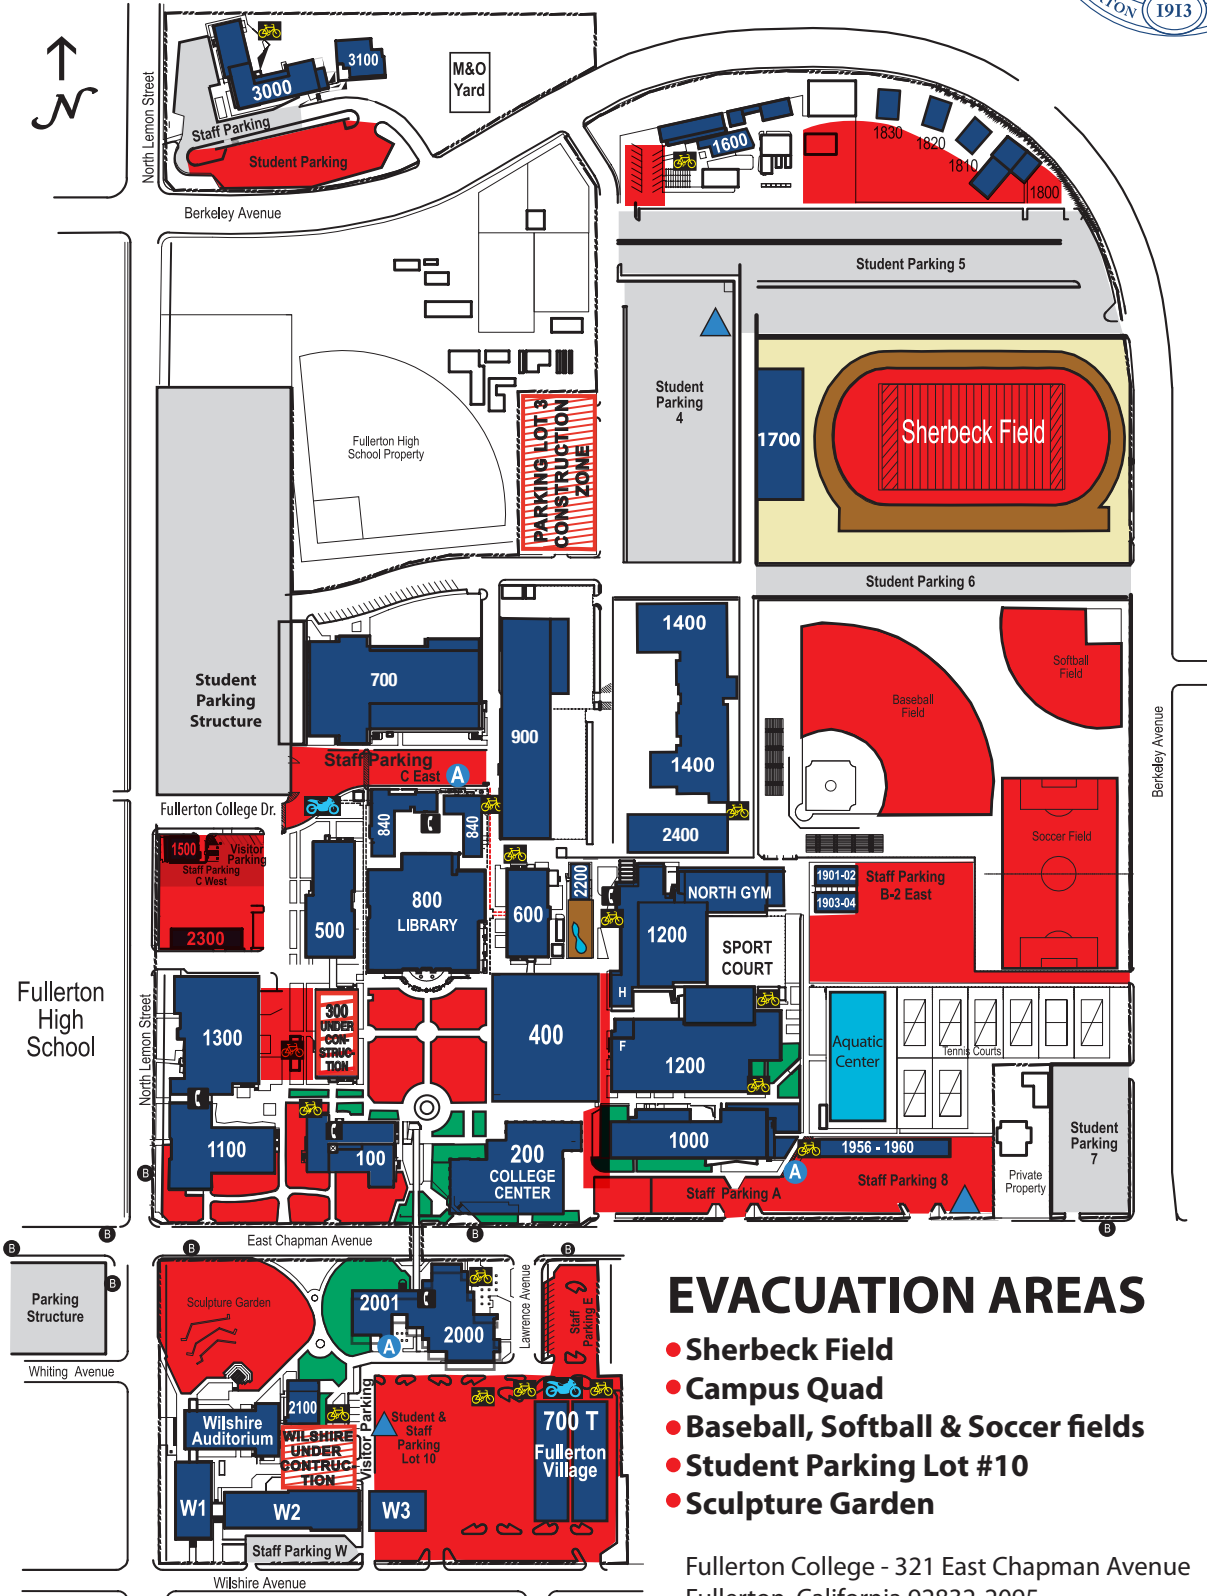 RTON
1913
N
North Lemon Street
3000
3100
M&O
Yard
Staff Parking
Student Parking
Berkeley Avenue
1600
1830
1820
1810
1800
Student Parking 5
Student
Parking
4
1700
Sherbeck Field
PARKING LOT 3
CONSTRUCTION
ZONE
Fullerton High
School Property
Student Parking 6
1400
1400
2400
Softball
Field
Baseball
Field
Soccer Field
Berkeley Avenue
Student
Parking
Structure
700
900
Staff Parking
C East
A
Fullerton College Dr.
840
840
1500
Visitor
Parking
Staff Parking
C West
2300
500
800
LIBRARY
600
2200
NORTH GYM
1200
SPORT
COURT
H
1901-02
1903-04
Staff Parking
B-2 East
Fullerton
High
School
North Lemon Street
1300
300
UNDER
CON-
STRUC-
TION
400
F
1200
Aquatic
Center
Tennis Courts
1100
100
200
COLLEGE
CENTER
1000
1956 - 1960
A
Staff Parking A
Staff Parking 8
Private
Property
Student
Parking
7
B
B
B
B
B
B
B
B
East Chapman Avenue
Parking
Structure
Whiting Avenue
Sculpture Garden
2001
2000
A
Lawrence Avenue
Staff
Parking E
2100
Wilshire
Auditorium
WILSHIRE
UNDER
CONTRUC-
TION
Visitor Parking
Student &
Staff
Parking
Lot 10
700 T
Fullerton
Village
W1
W2
W3
Staff Parking W
Wilshire Avenue
EVACUATION AREAS
Sherbeck Field
Campus Quad
Baseball, Softball & Soccer fields
Student Parking Lot #10
Sculpture Garden
Fullerton College - 321 East Chapman Avenue
Fullerton, California 92832-2095